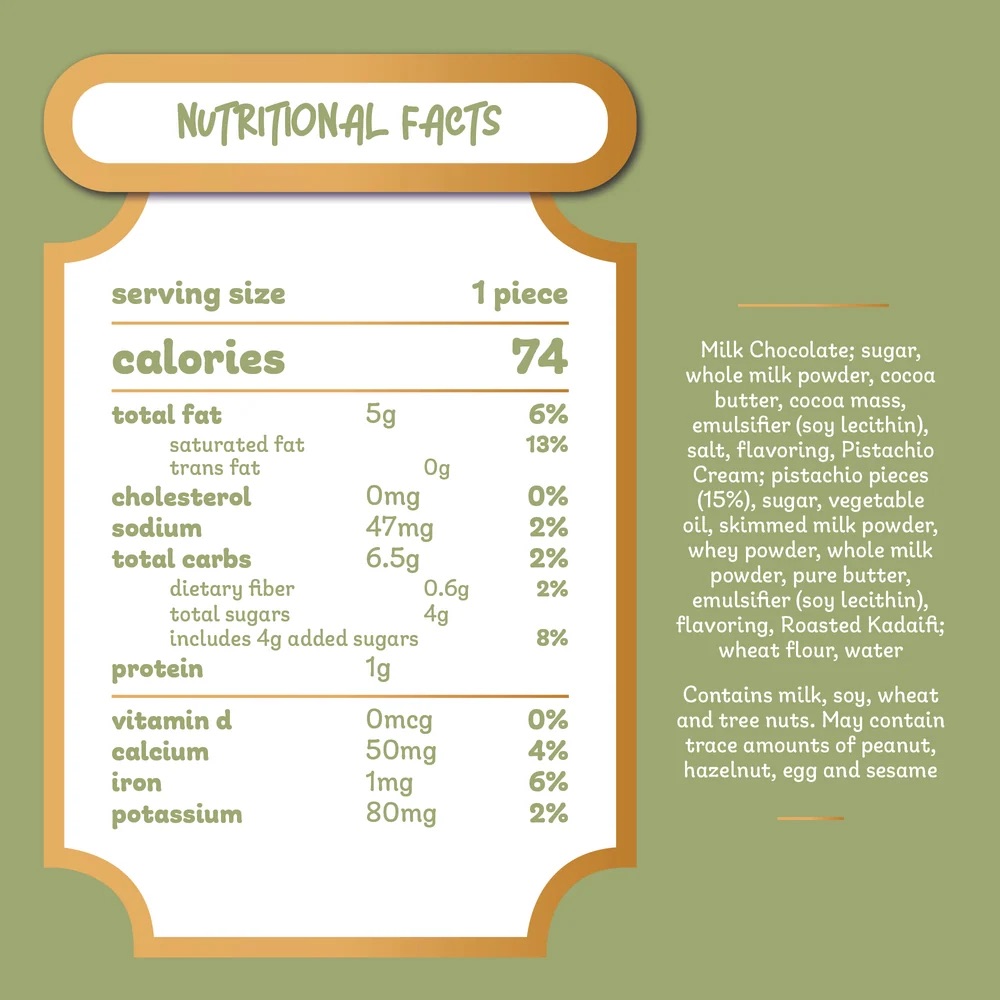 NUTRITIONAL FACTS
serving size 1 piece
calories 74
total fat 5g 6%
saturated fat 13%
trans fat 0g
cholesterol 0mg 0%
sodium 47mg 2%
total carbs 6.5g 2%
dietary fiber 0.6g 2%
total sugars 4g
includes 4g added sugars 8%
protein 1g
vitamin d 0mcg 0%
calcium 50mg 4%
iron 1mg 6%
potassium 80mg 2%
Milk Chocolate; sugar,
whole milk powder, cocoa
butter, cocoa mass,
emulsifier (soy lecithin),
salt, flavoring, Pistachio
Cream; pistachio pieces
(15%), sugar, vegetable
oil, skimmed milk powder,
whey powder, whole milk
powder, pure butter,
emulsifier (soy lecithin),
flavoring, Roasted Kadaifi;
wheat flour, water
Contains milk, soy, wheat
and tree nuts. May contain
trace amounts of peanut,
hazelnut, egg and sesame